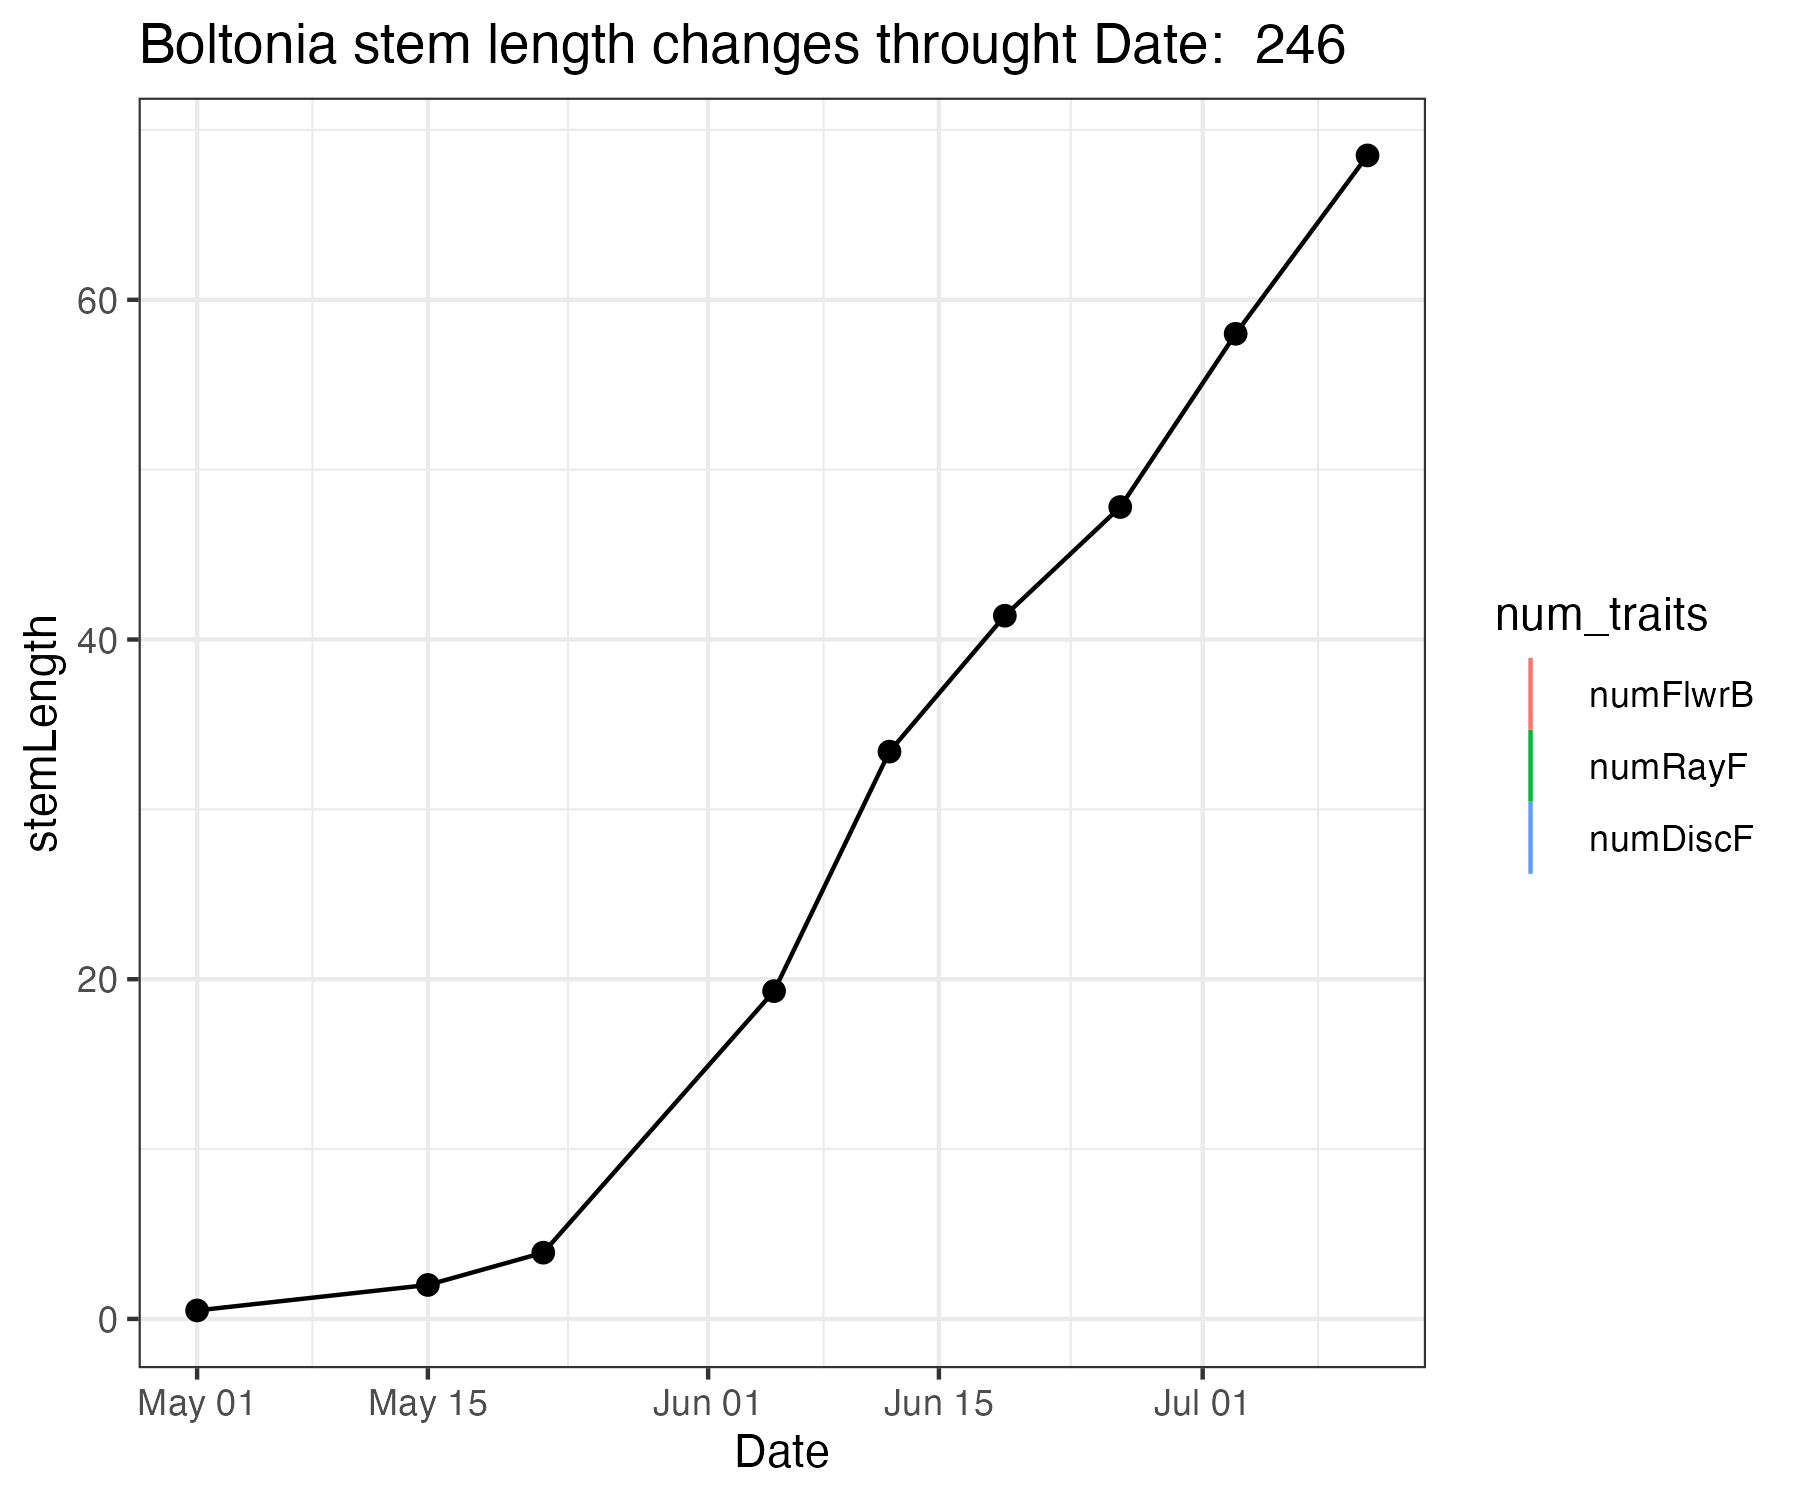 Boltonia stem length changes throught Date:  246
stemLength
60
40
20
0
May 01
May 15
Jun 01
Jun 15
Jul 01
Date
num_traits
numFlwrB
numRayF
numDiscF